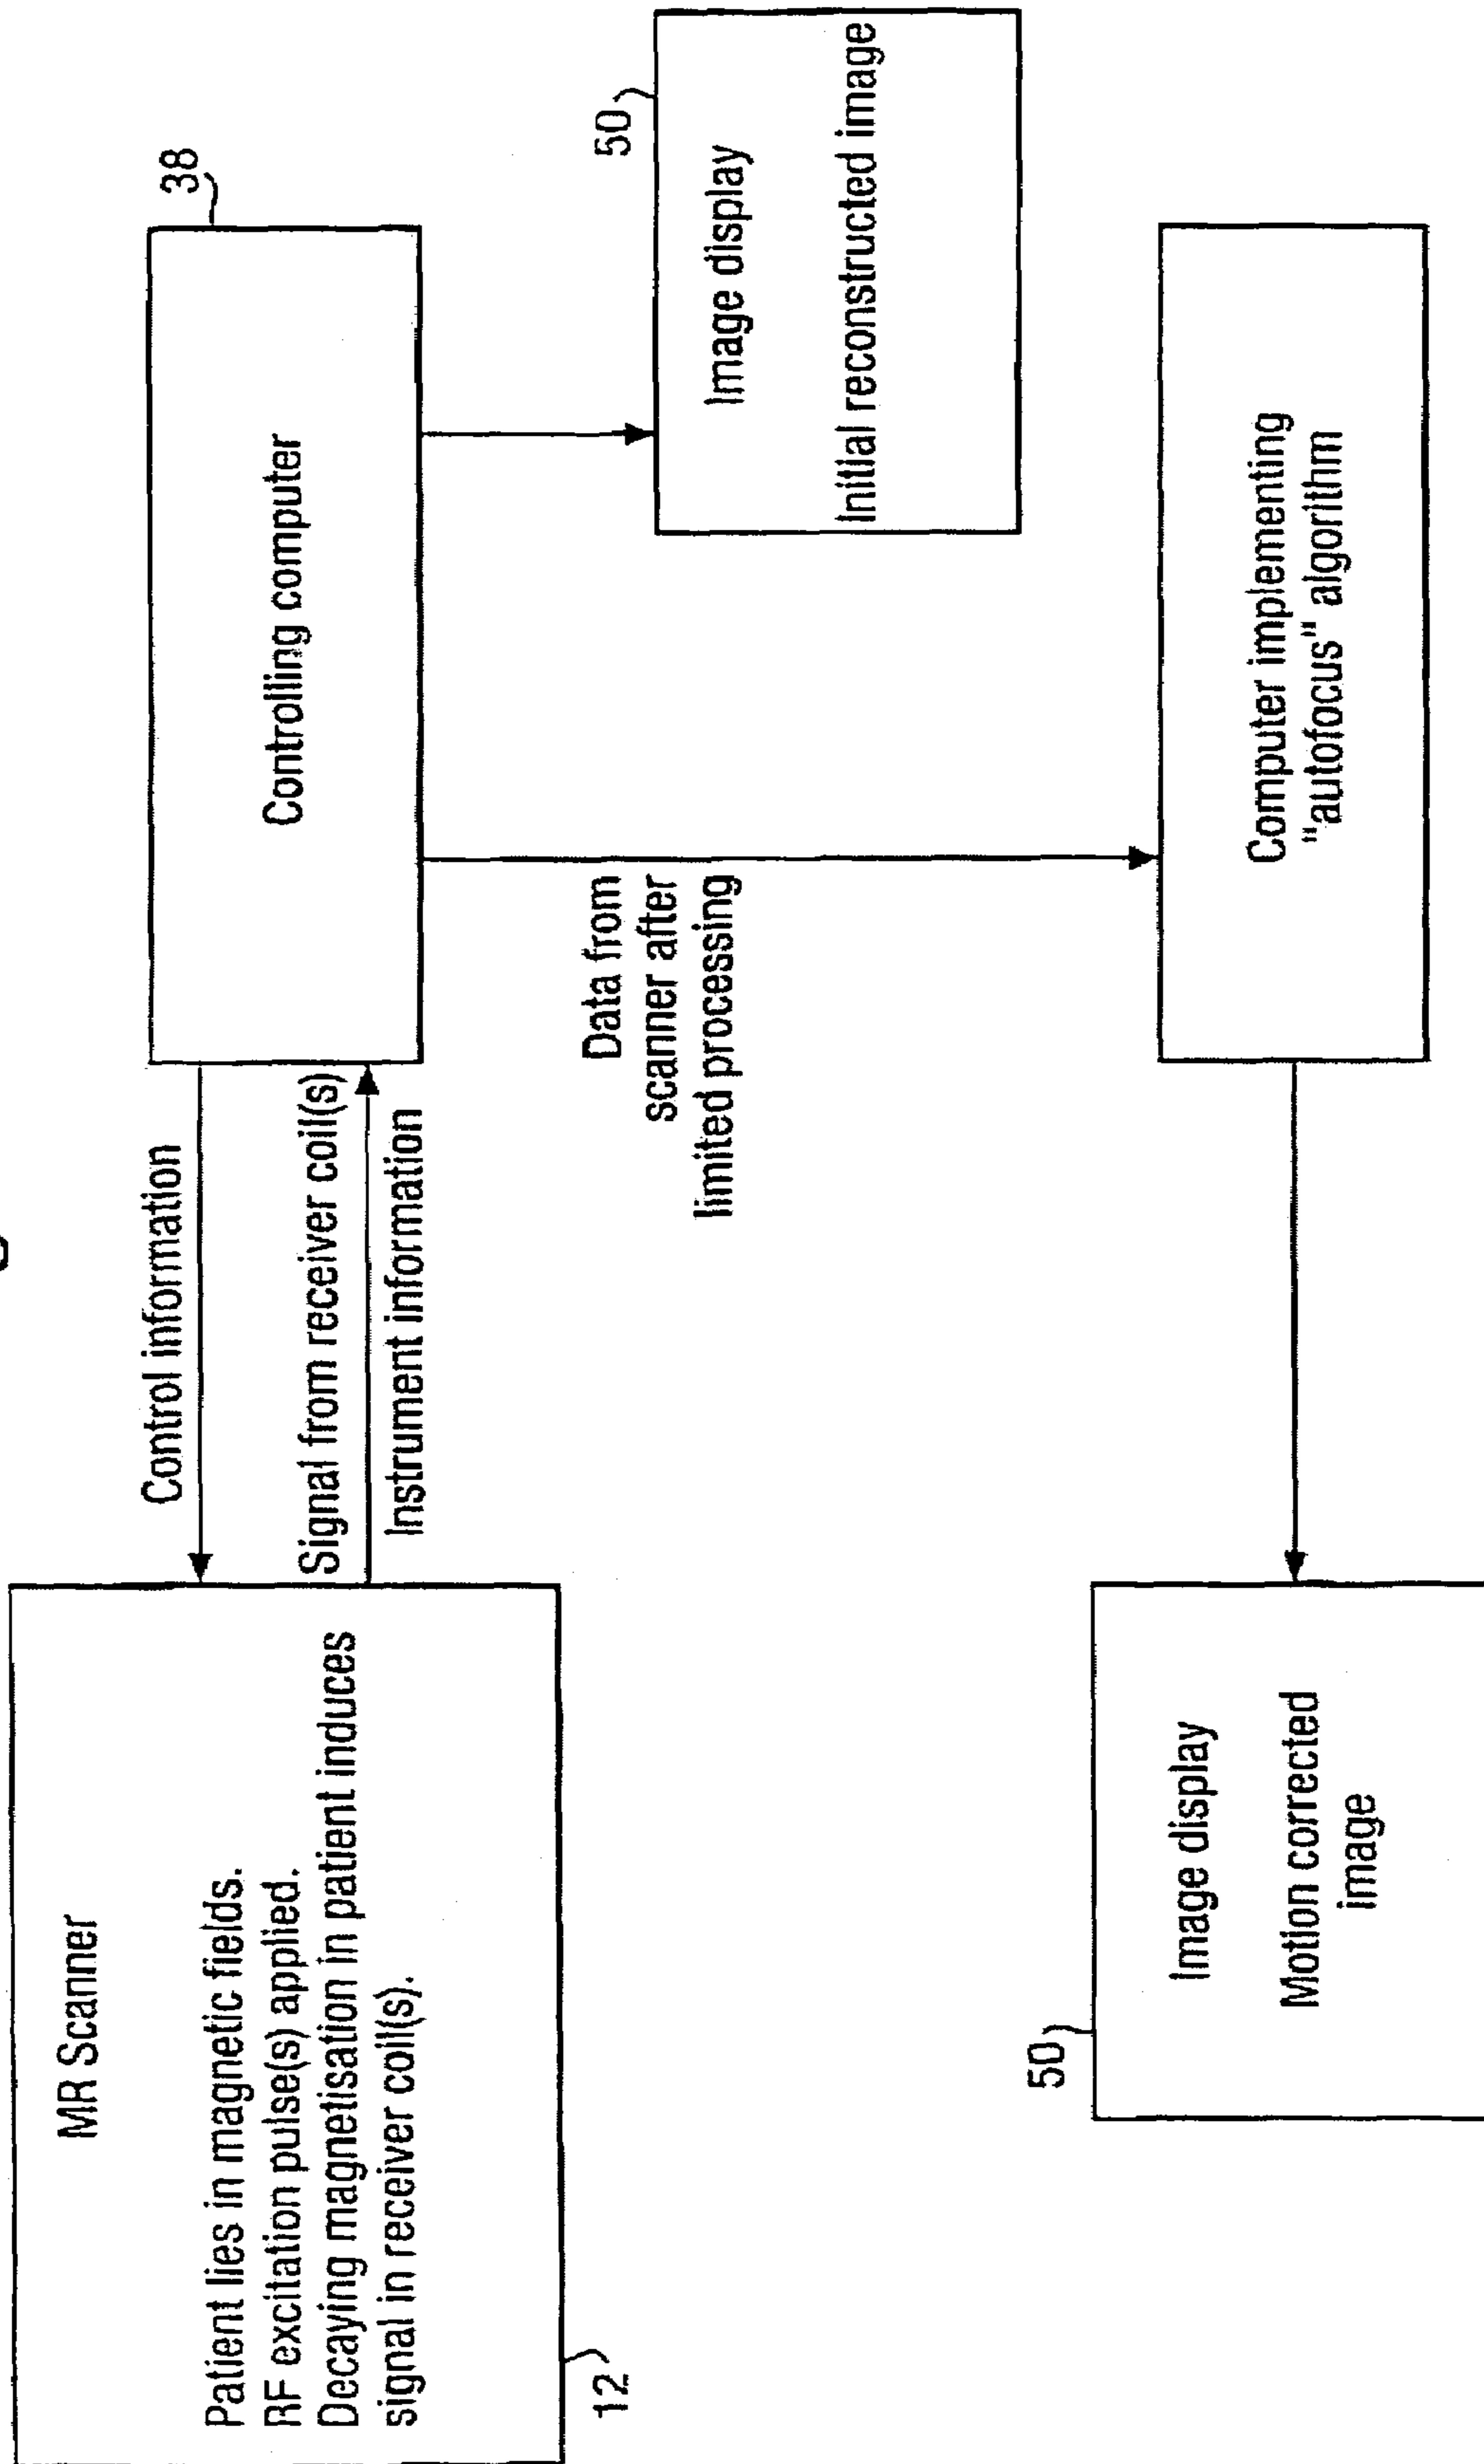 MR Scanner
Patient lies in magnetic fields.
RF excitation pulse(s) applied.
Decaying magnetisation in patient induces
signal in receiver coil(s).
12
Control information
Signal from receiver coil(s)
Instrument information
Controlling computer
38
Data from
scanner after
limited processing
50
Image display
Initial reconstructed image
Computer implementing
"autofocus" algorithm
50
Image display
Motion corrected
image